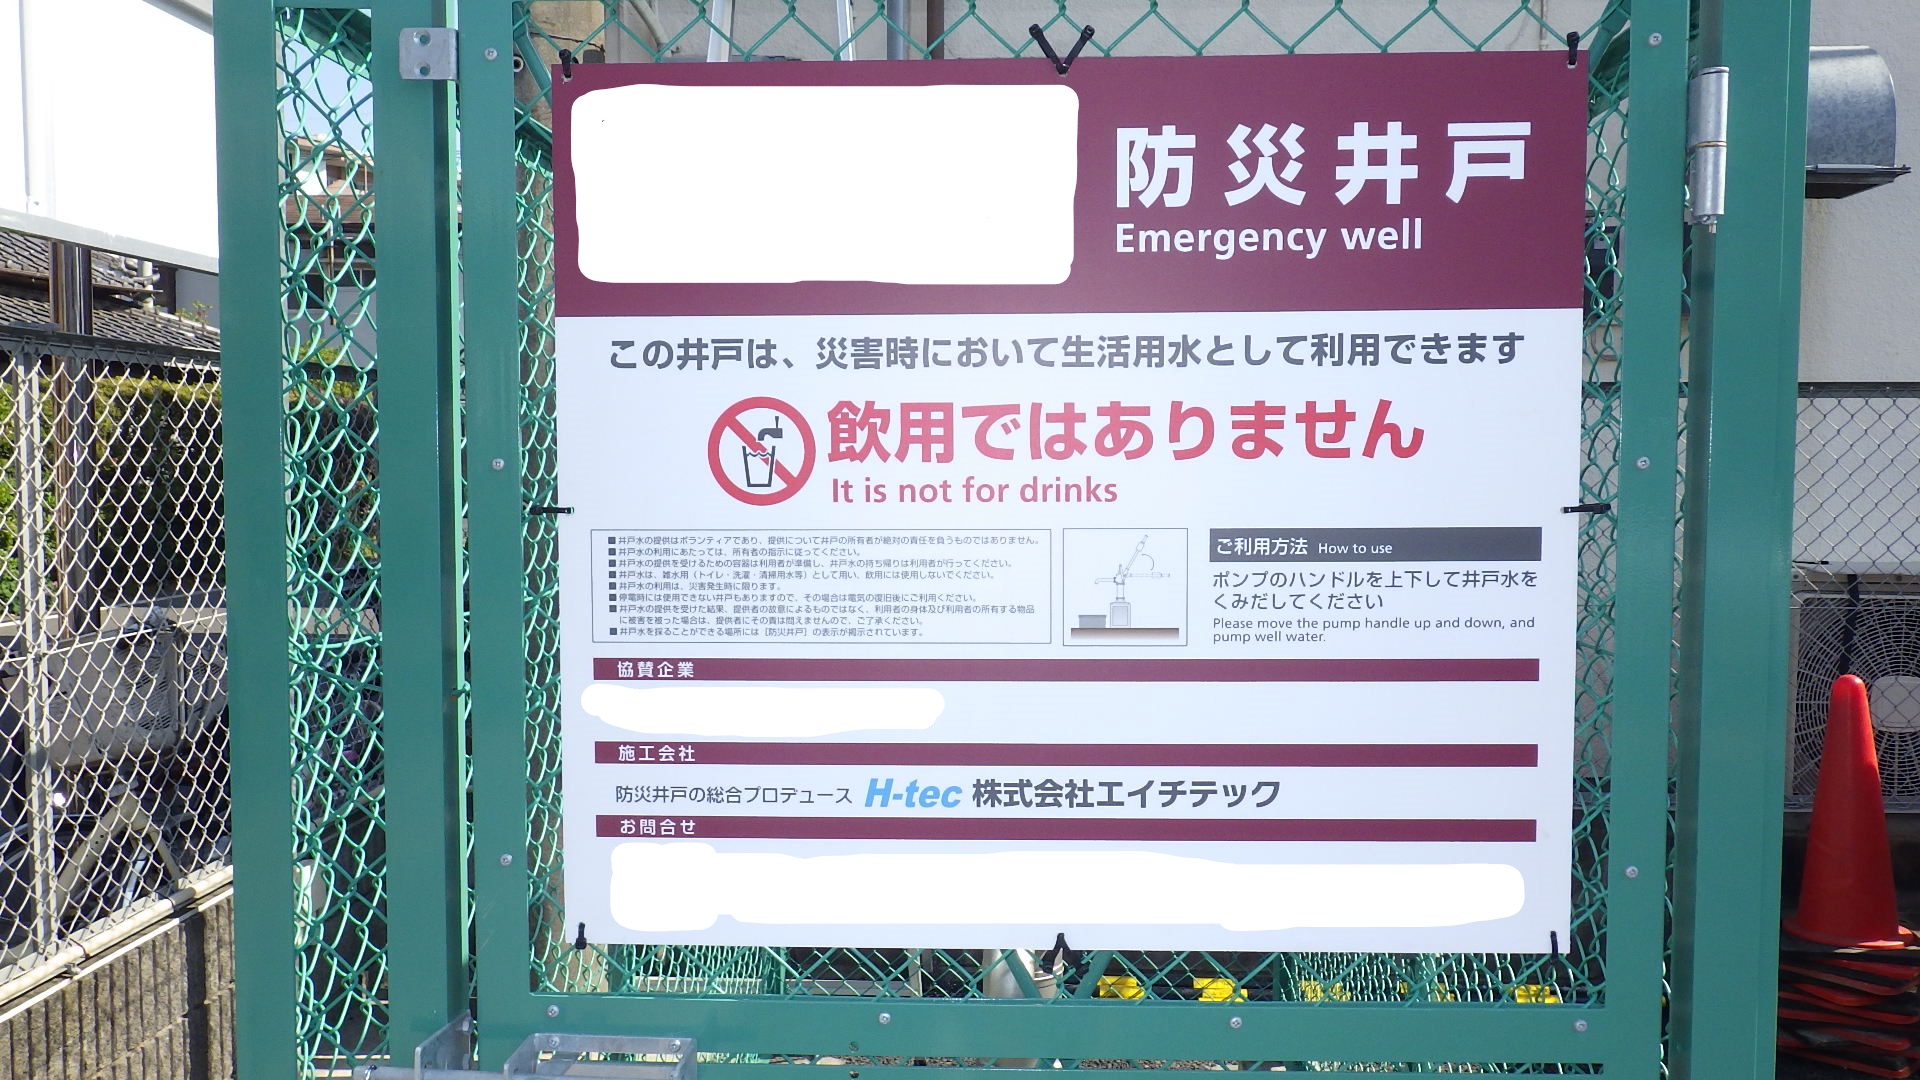 防災井戸
Emergency well
この井戸は、災害時において生活用水として利用できます
飲用ではありません
It is not for drinks
■井戸水の提供はボランティアであり、提供について井戸の所有者が絶対の責任を負うものではありません。
■井戸水の利用にあたっては、所有者の指示に従ってください。
■井戸水の提供を受けるための容器は利用者が準備し、井戸水の持ち帰りは利用者が行ってください。
■井戸水は、雑水用(トイレ・洗濯・清掃用水等)として用い、飲用には使用しないでください。
■井戸水の利用は、災害発生時に限ります。
■停電時には使用できない井戸もありますので、その場合は電気の復旧後にご利用ください。
■井戸水の提供を受けた結果、提供者の故意によるものではなく、利用者の身体及び利用者の所有する物品
に被害を被った場合は、提供者にその責は問えませんので、ご了承ください。
■井戸水を採ることができる場所には［防災井戸］の表示が掲示されています。
ご利用方法 How to use
ポンプのハンドルを上下して井戸水を
くみだしてください
Please move the pump handle up and down, and
pump well water.
協賛企業
施工会社
防災井戸の総合プロデュース H-tec 株式会社エイチテック
お問合せ